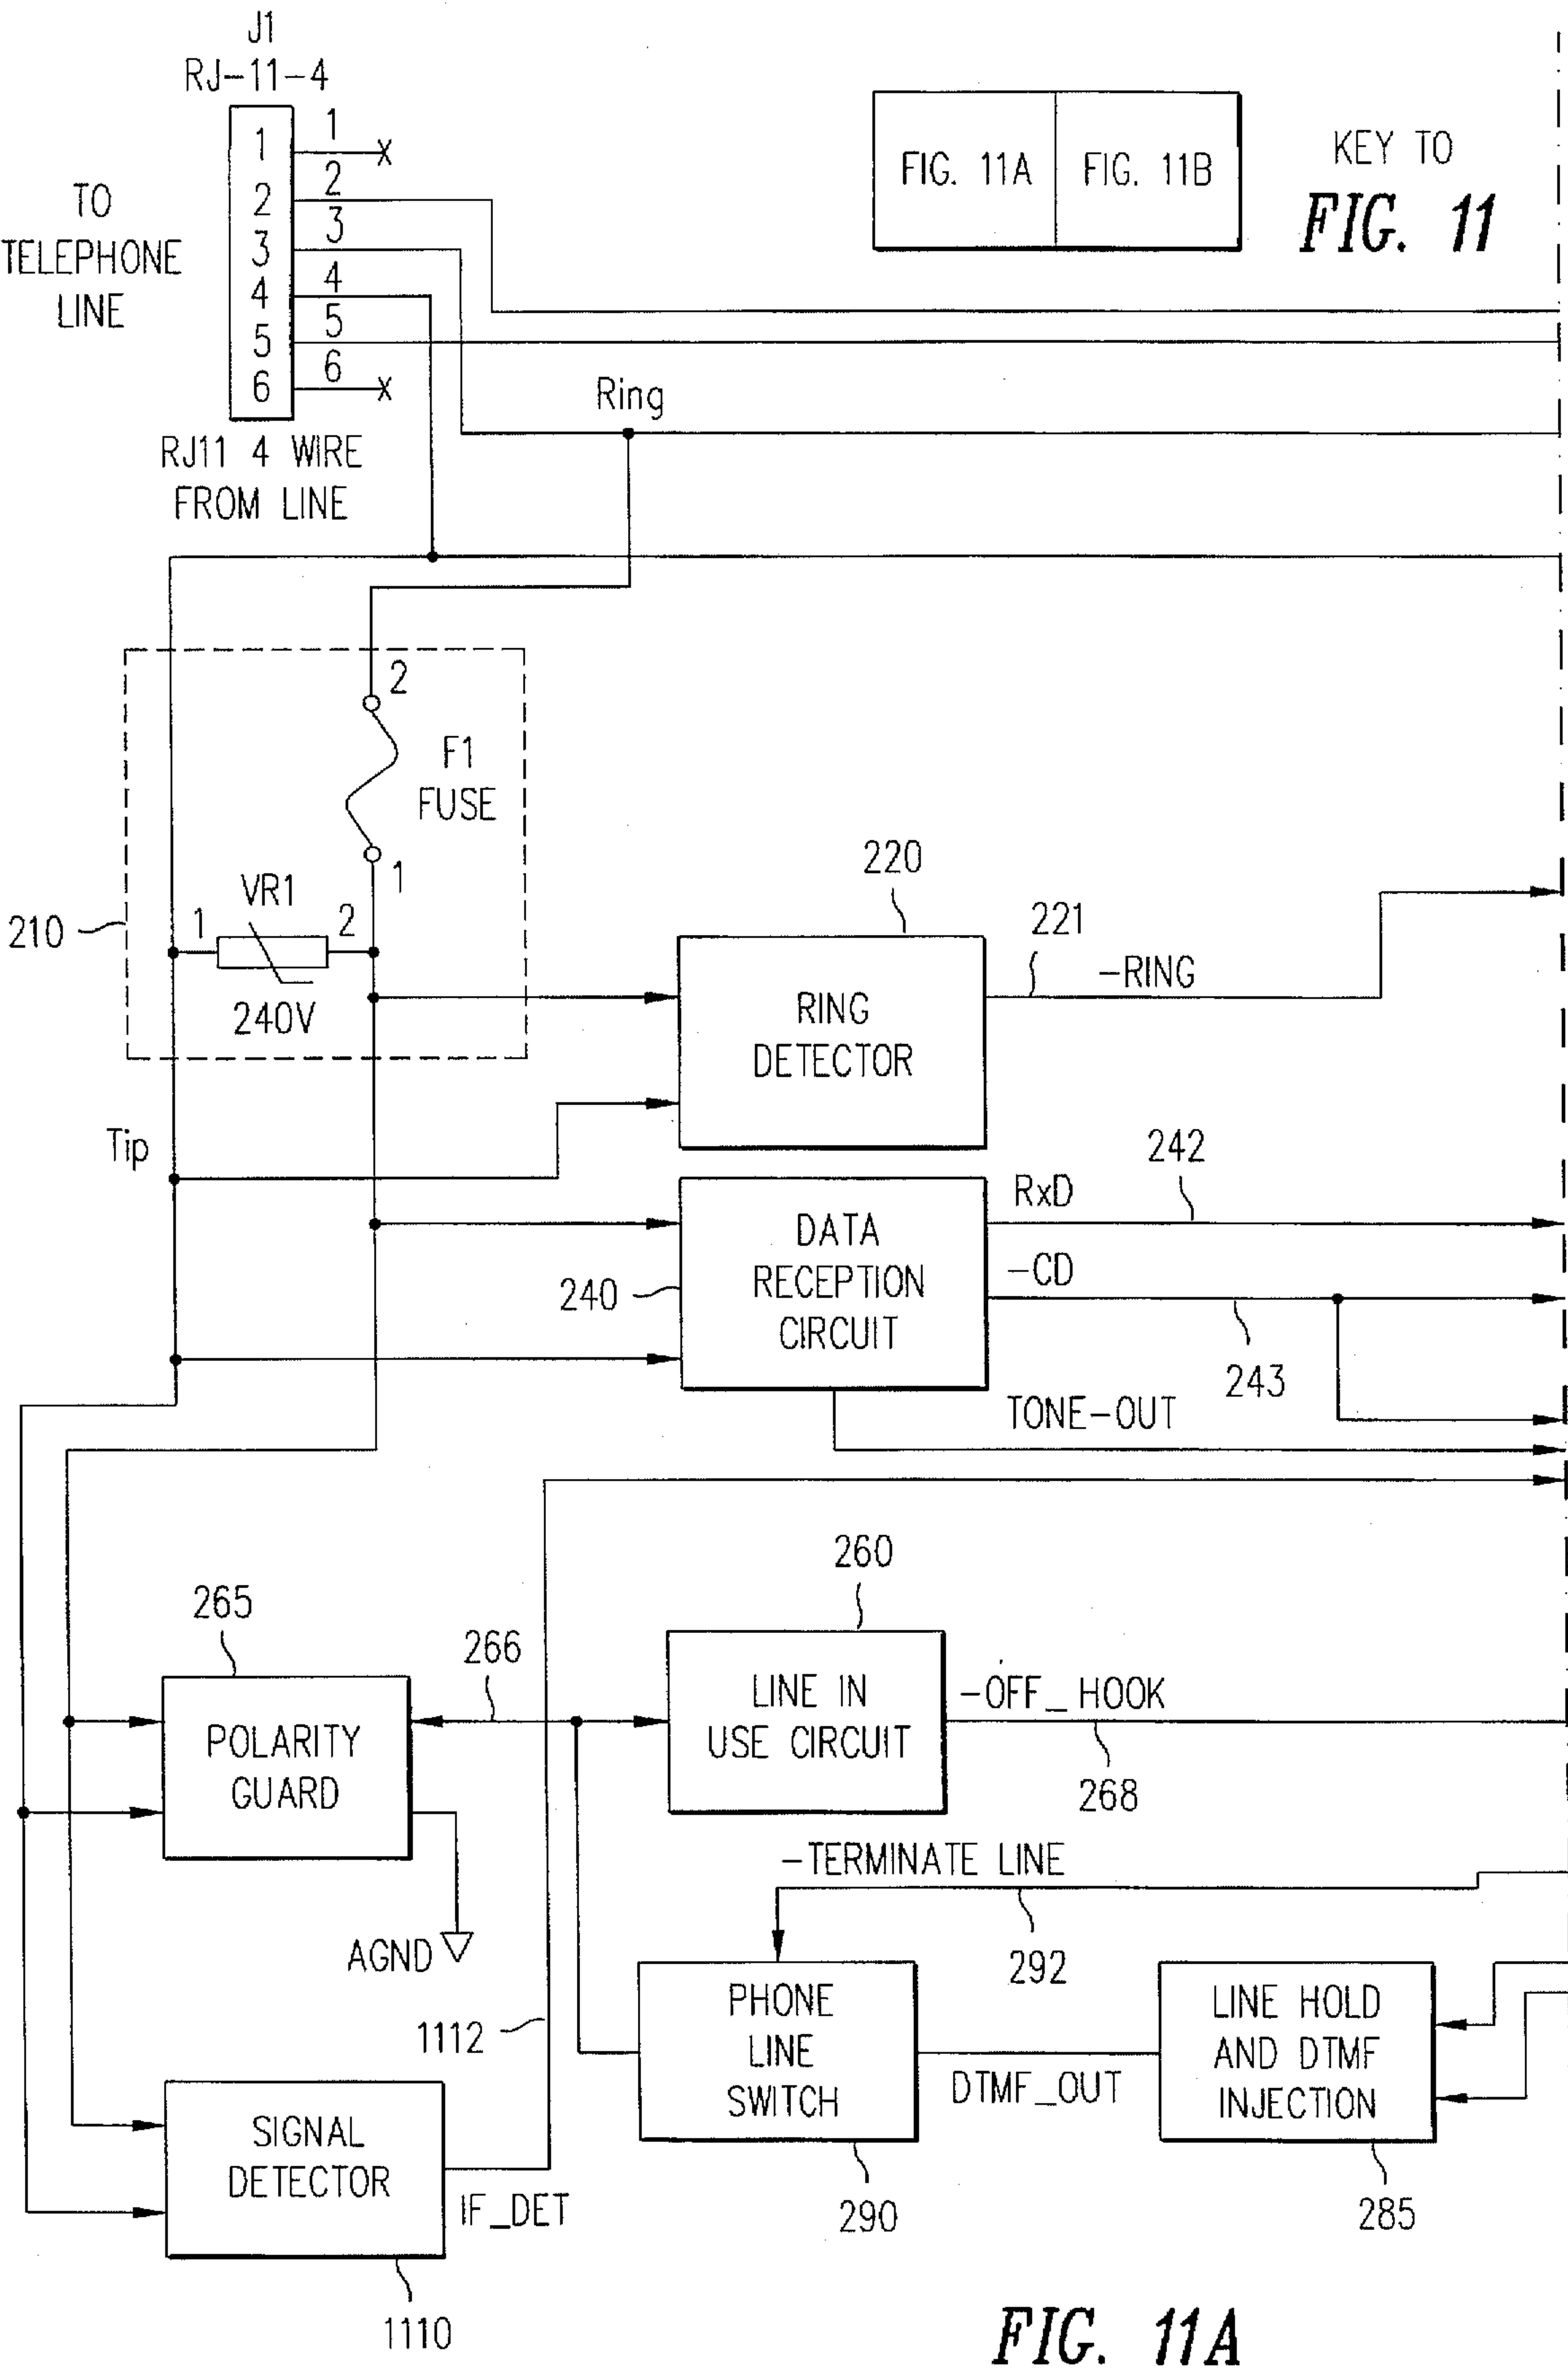 J1
RJ-11-4
1 1
2 2
3 3
4 4
5 5
6 6
TO
TELEPHONE
LINE
RJ11 4 WIRE
FROM LINE
FIG. 11A FIG. 11B
KEY TO
FIG. 11
Ring
2
F1
FUSE
1
VR1
1 2
240V
210
220
RING
DETECTOR
221
-RING
Tip
DATA
RECEPTION
CIRCUIT
240
RxD
242
-CD
243
TONE-OUT
265
POLARITY
GUARD
266
260
LINE IN
USE CIRCUIT
-OFF_HOOK
268
AGND
-TERMINATE LINE
292
PHONE
LINE
SWITCH
290
DTMF_OUT
LINE HOLD
AND DTMF
INJECTION
285
1112
SIGNAL
DETECTOR
IF_DET
1110
FIG. 11A